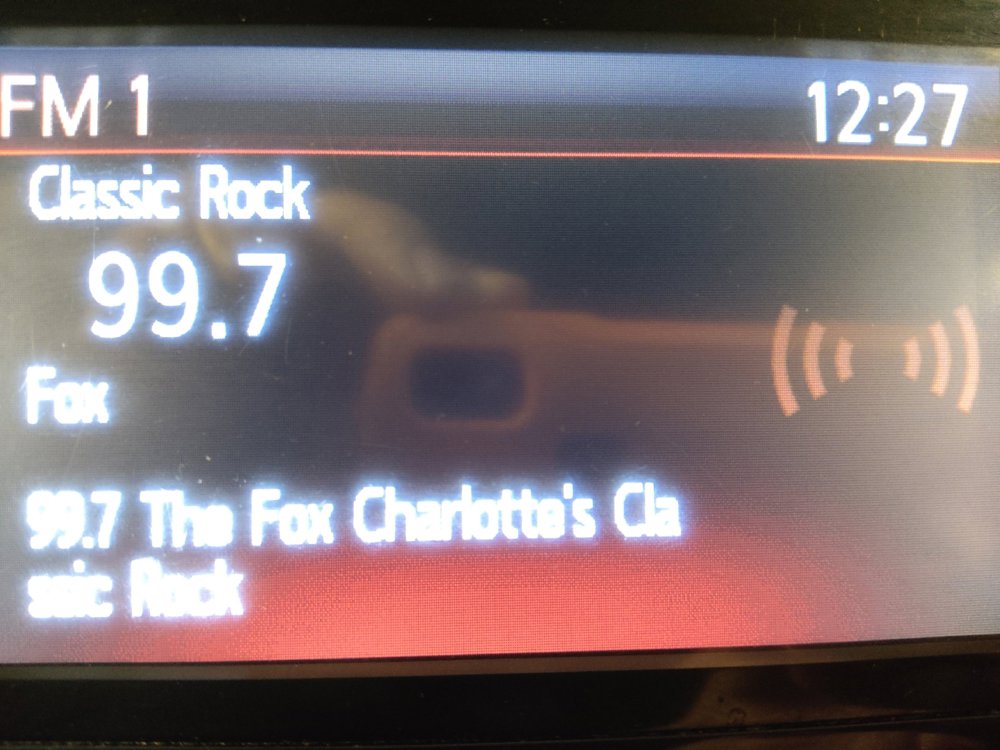 FM 1 12:27
Classic Rock
99.7
Fox
99.7 The Fox Charlotte's Cla
ssic Rock